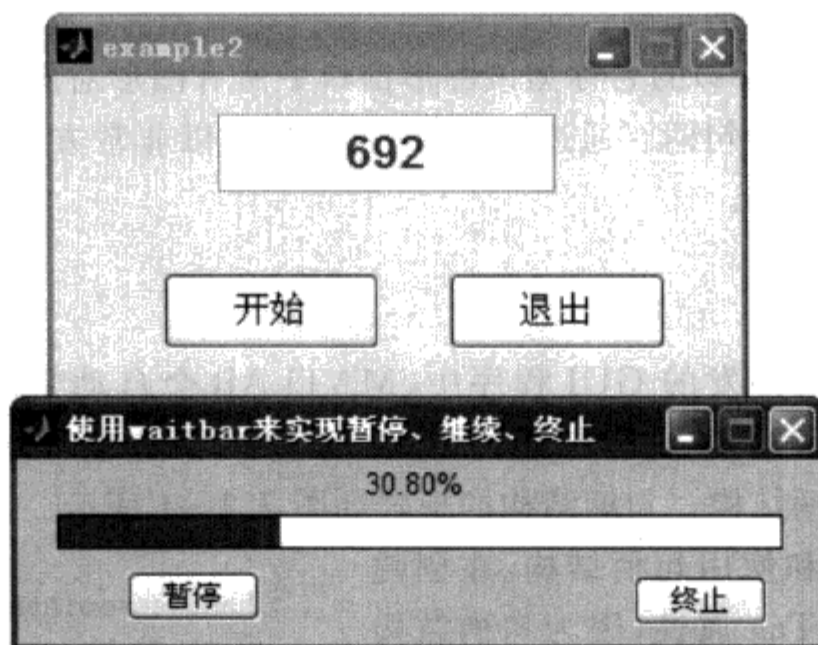 example2
692
开始 退出
使用waitbar来实现暂停、继续、终止
30.80%
暂停 终止